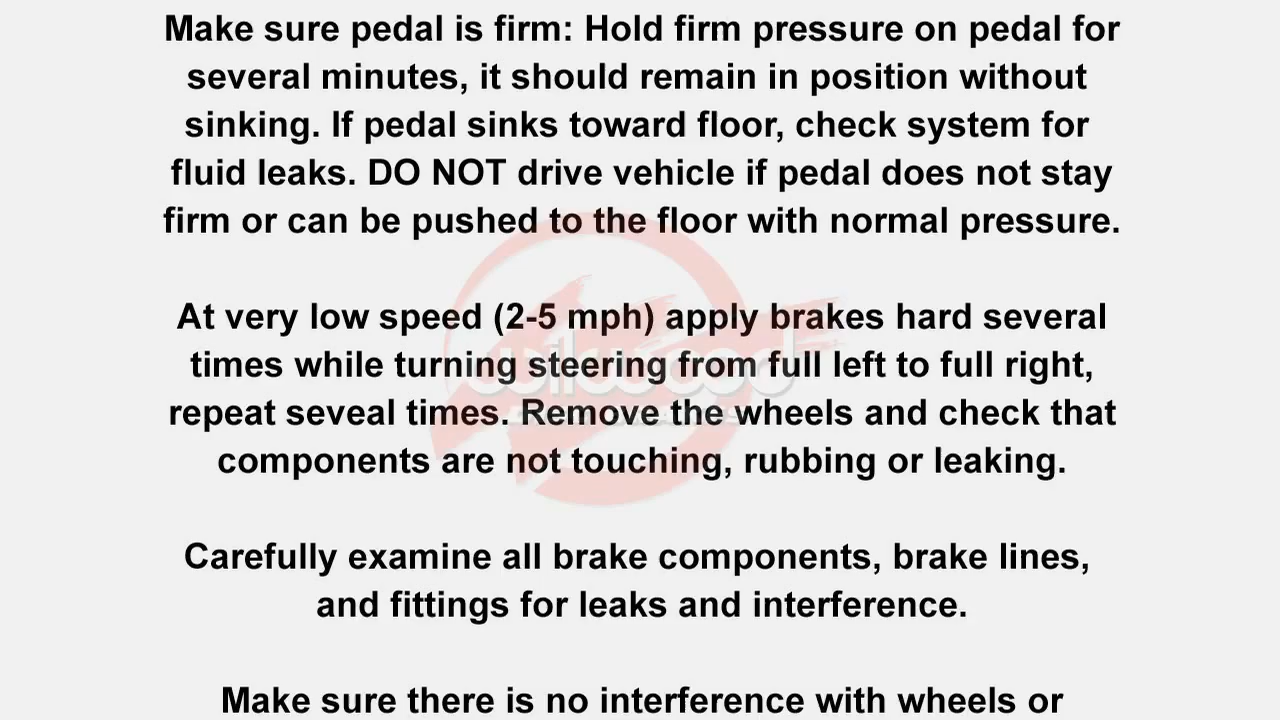 Make sure pedal is firm: Hold firm pressure on pedal for
several minutes, it should remain in position without
sinking. If pedal sinks toward floor, check system for
fluid leaks. DO NOT drive vehicle if pedal does not stay
firm or can be pushed to the floor with normal pressure.
At very low speed (2-5 mph) apply brakes hard several
times while turning steering from full left to full right,
wilwood
repeat seveal times. Remove the wheels and check that
components are not touching, rubbing or leaking.
Carefully examine all brake components, brake lines,
and fittings for leaks and interference.
Make sure there is no interference with wheels or